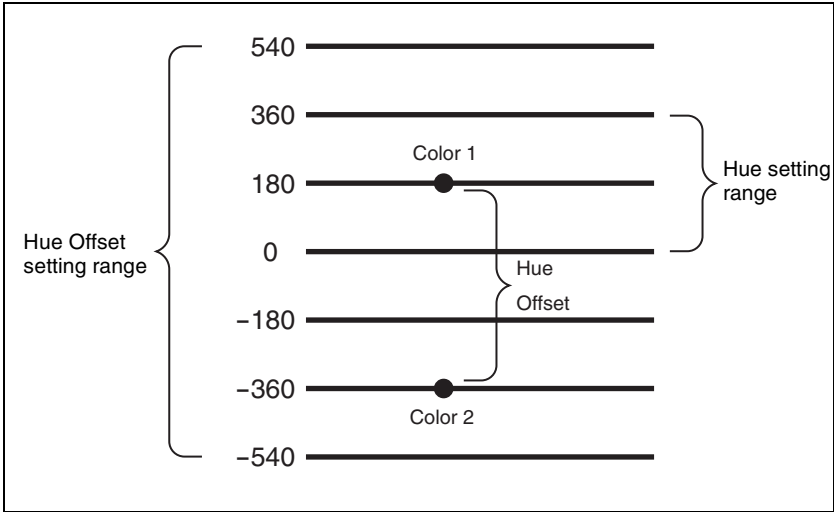 540
360
Color 1
180
Hue setting
range
0
Hue Offset
setting range
Hue
Offset
−180
−360
Color 2
−540